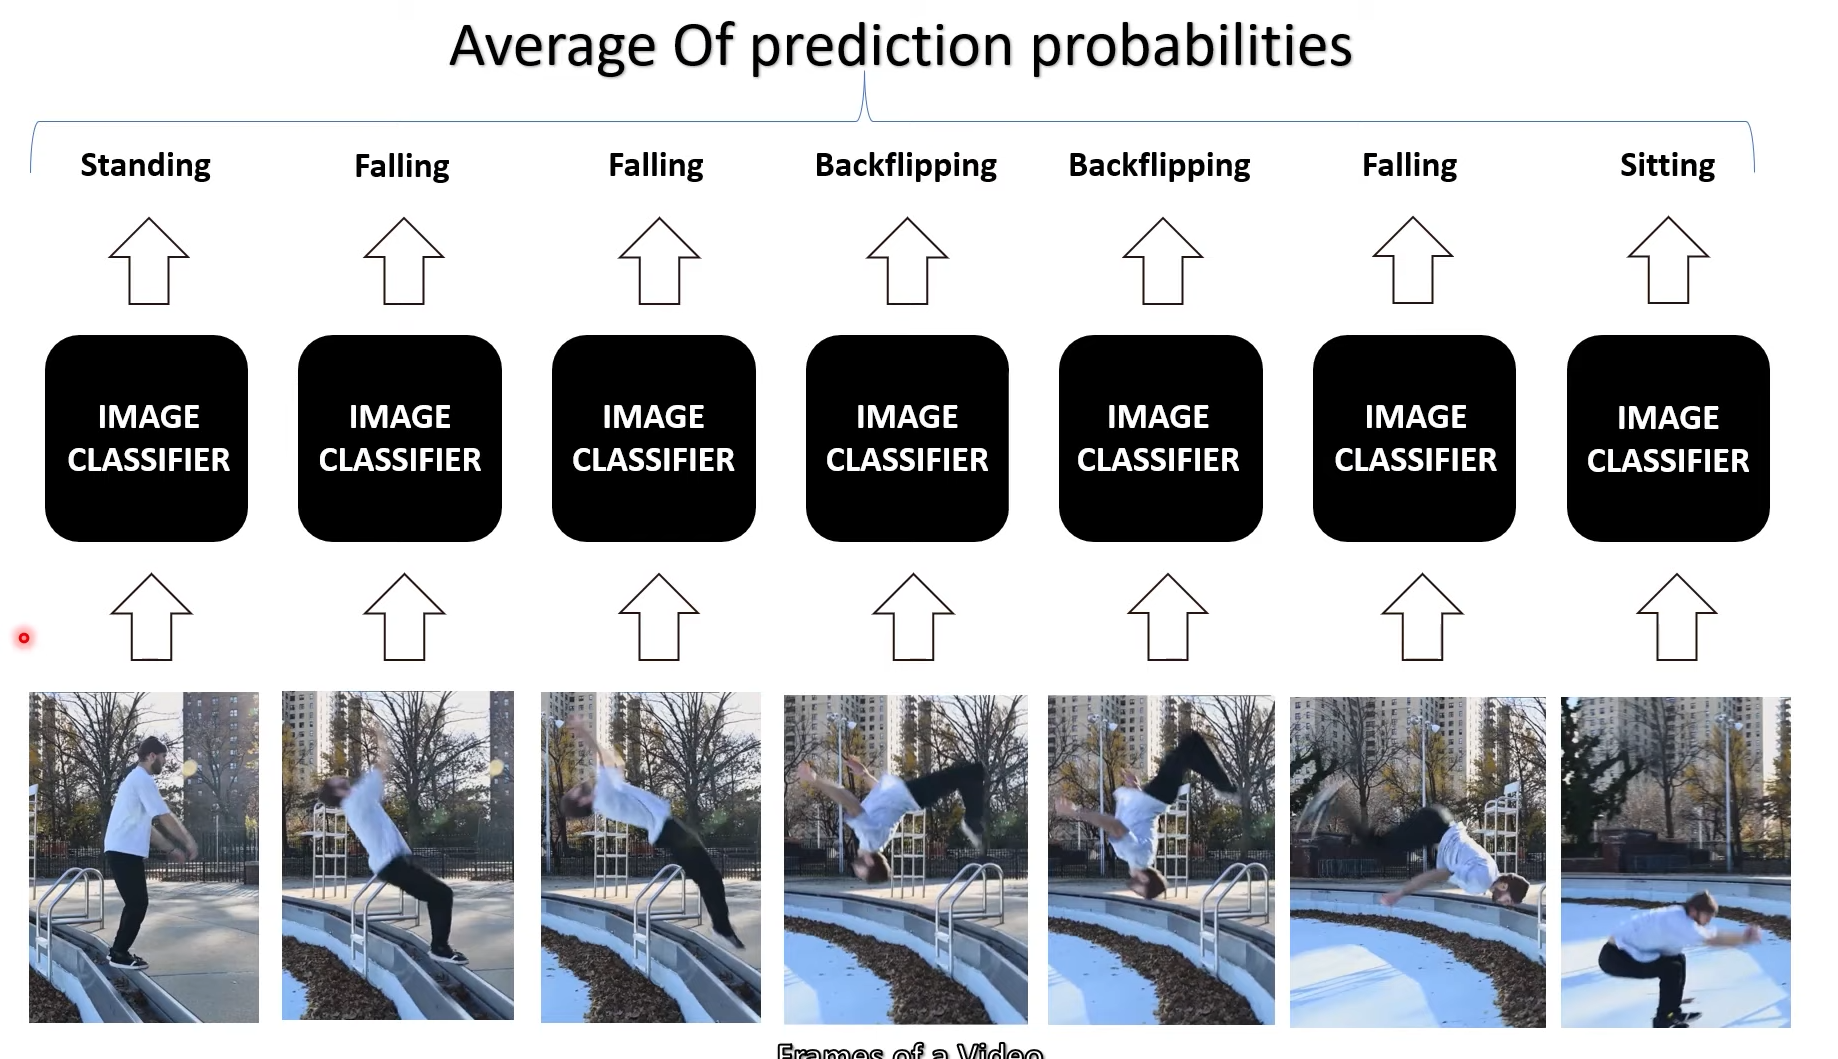 Average Of prediction probabilities
Standing
Falling
Falling
Backflipping
Backflipping
Falling
Sitting
IMAGE
CLASSIFIER
IMAGE
CLASSIFIER
IMAGE
CLASSIFIER
IMAGE
CLASSIFIER
IMAGE
CLASSIFIER
IMAGE
CLASSIFIER
IMAGE
CLASSIFIER
Frames of a Video